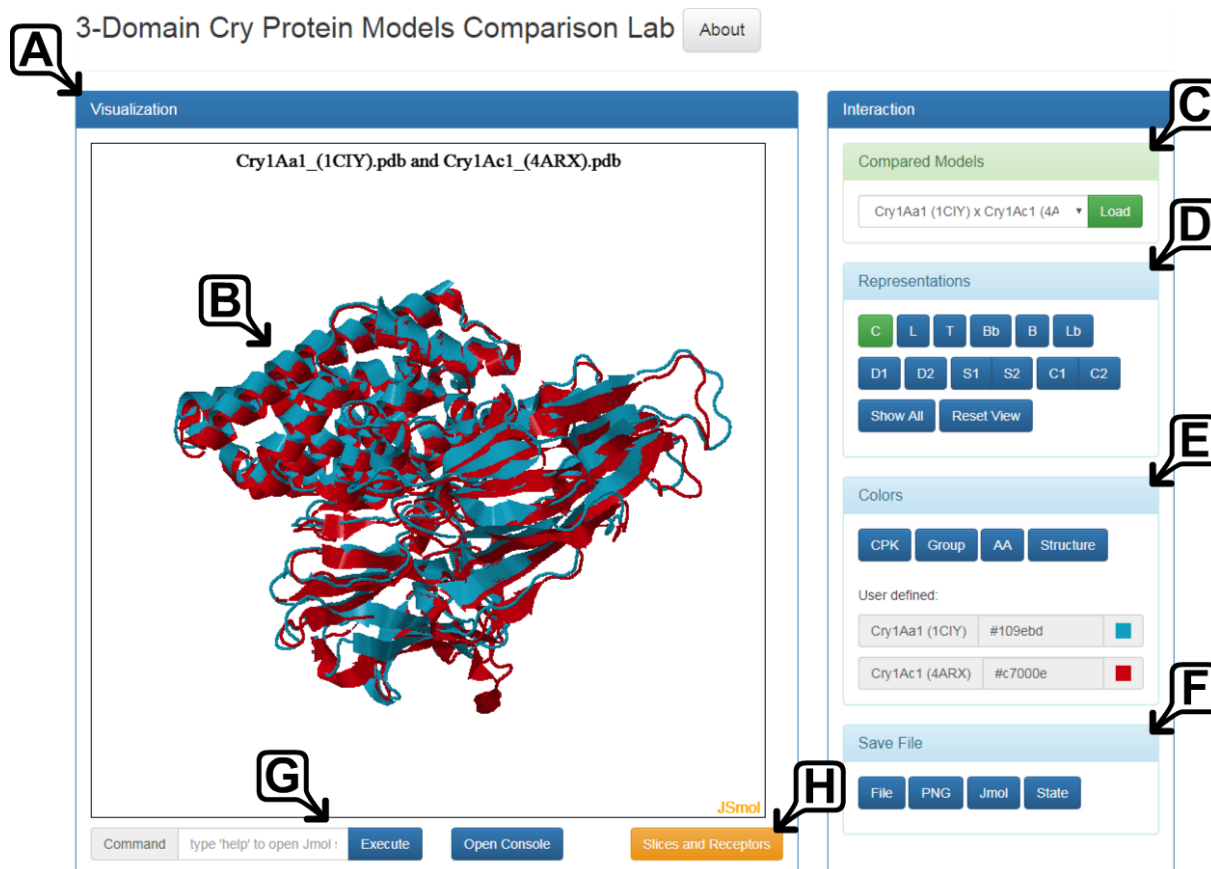 3-Domain Cry Protein Models Comparison Lab About
A
Visualization
Cry1Aa1_(1CIY).pdb and Cry1Ac1_(4ARX).pdb
B
JSmol
G
H
Command type 'help' to open Jmol s Execute Open Console Slices and Receptors
Interaction
C
Compared Models
Cry1Aa1 (1CIY) x Cry1Ac1 (4A Load
D
Representations
C L T Bb B Lb
D1 D2 S1 S2 C1 C2
Show All Reset View
E
Colors
CPK Group AA Structure
User defined:
Cry1Aa1 (1CIY) #109ebd
Cry1Ac1 (4ARX) #c7000e
F
Save File
File PNG Jmol State